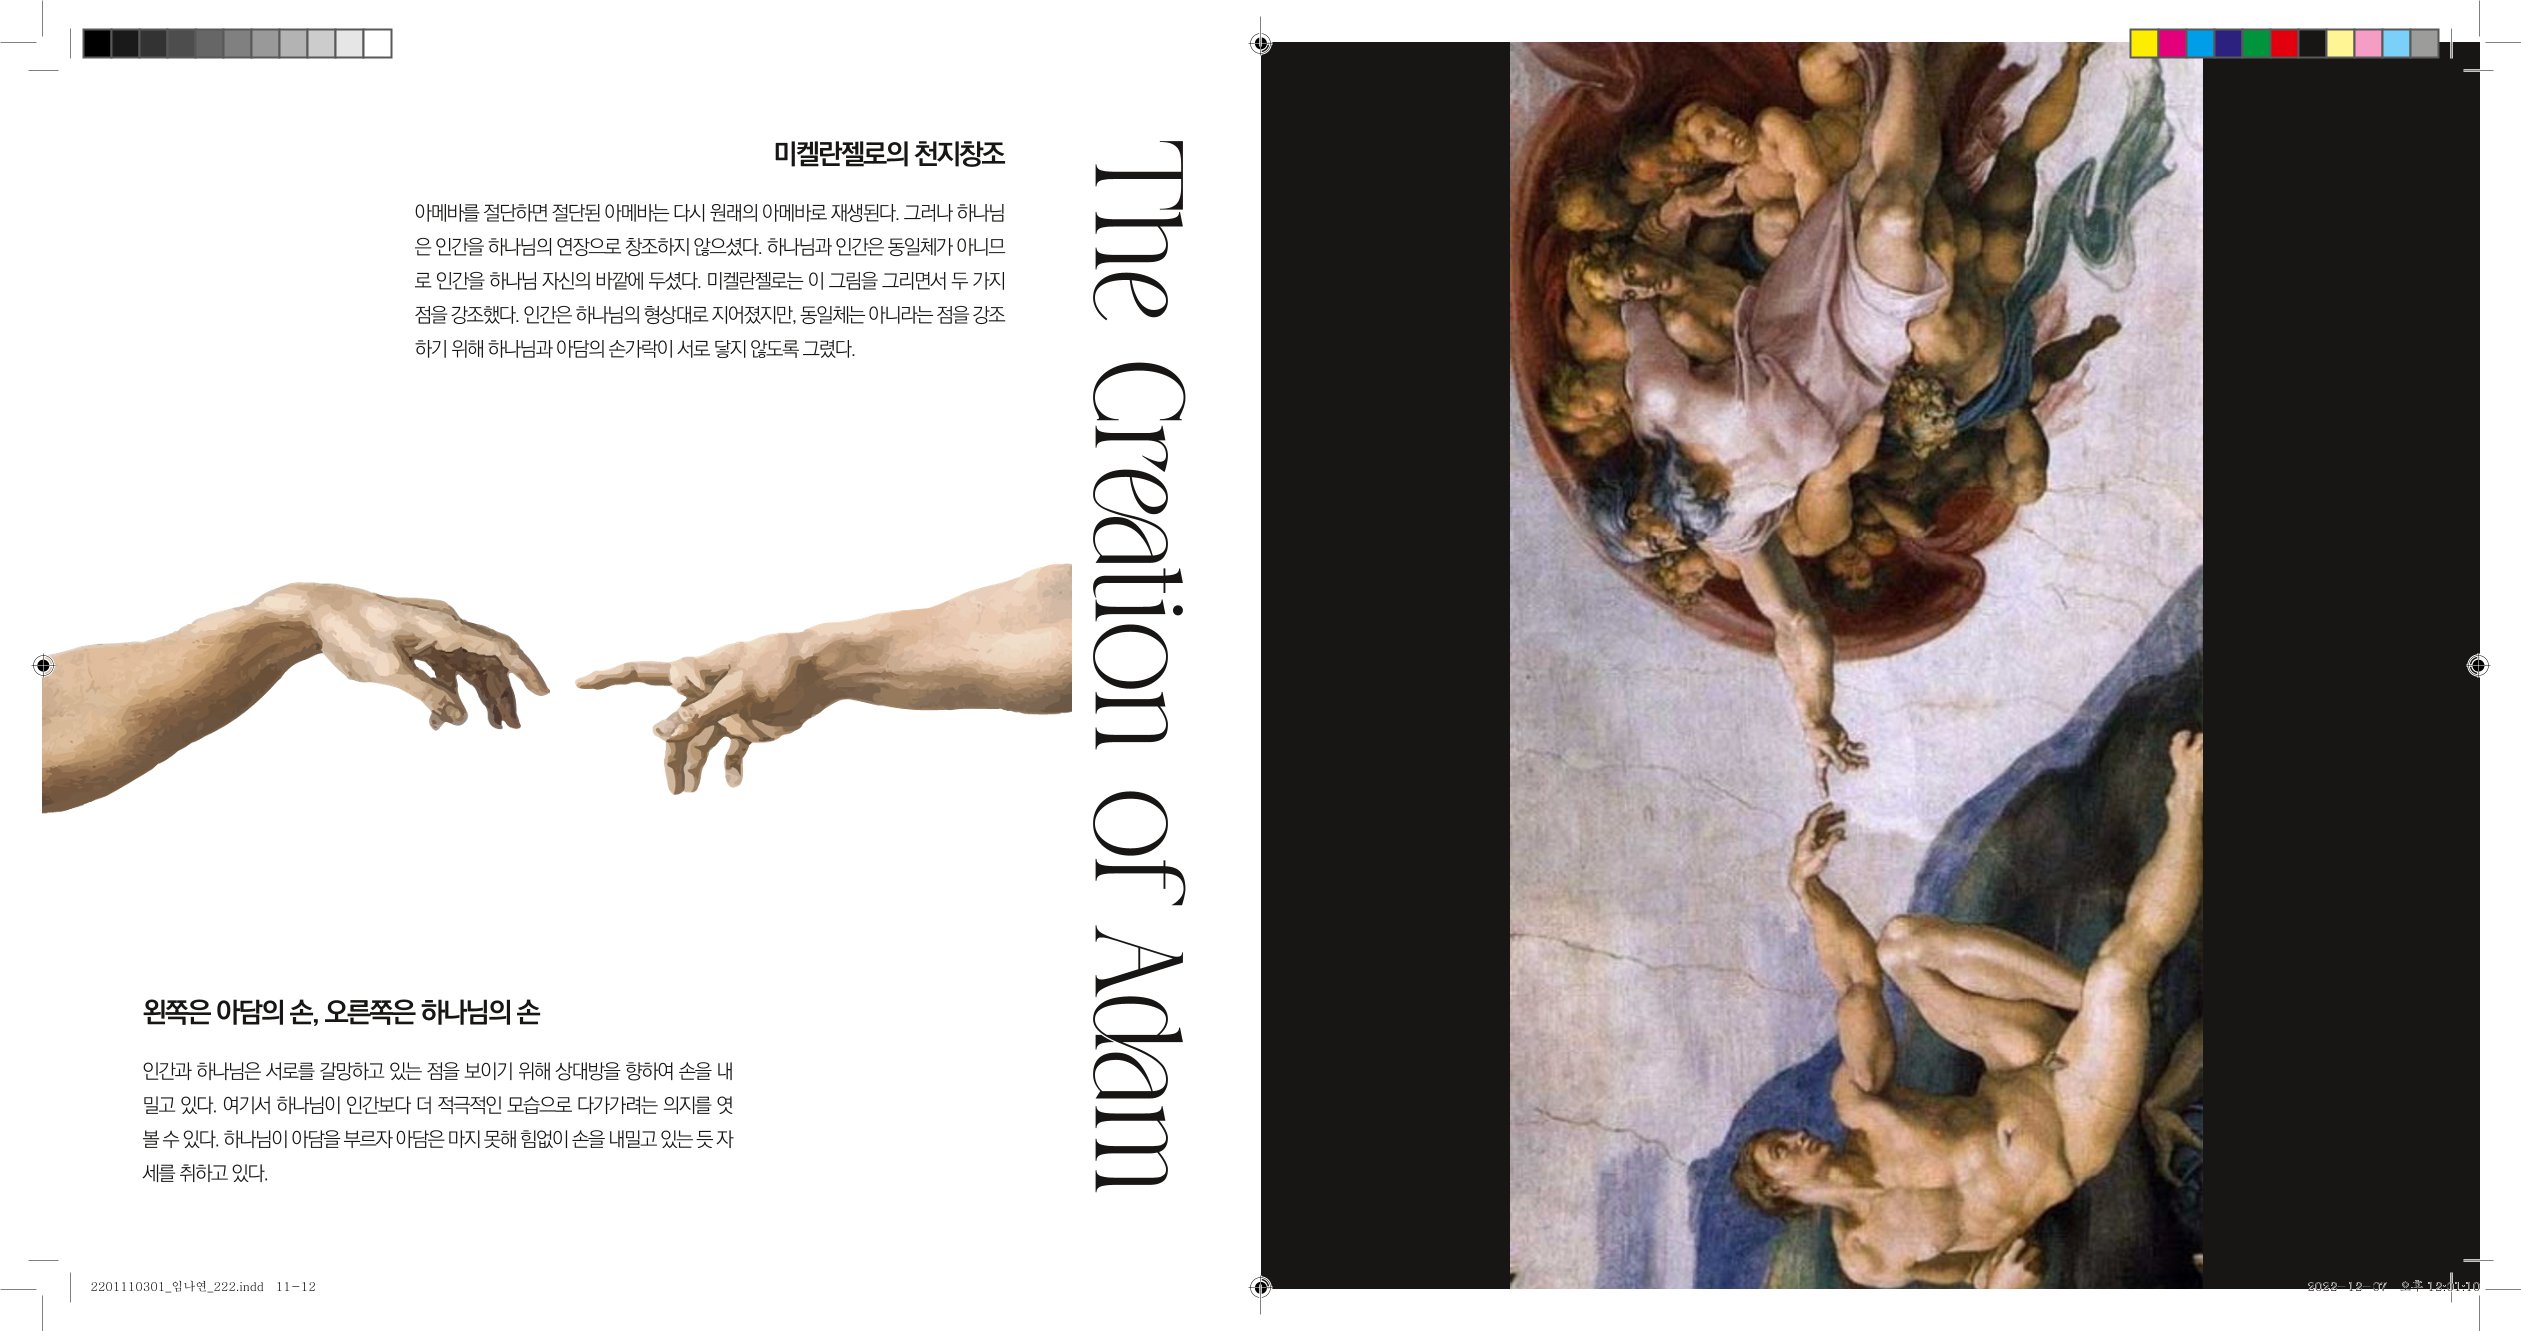 미켈란젤로의 천지창조
아메바를 절단하면 절단된 아메바는 다시 원래의 아메바로 재생된다. 그러나 하나님
은 인간을 하나님의 연장으로 창조하지 않으셨다. 하나님과 인간은 동일체가 아니므
로 인간을 하나님 자신의 바깥에 두셨다. 미켈란젤로는 이 그림을 그리면서 두 가지
점을 강조했다. 인간은 하나님의 형상대로 지어졌지만, 동일체는 아니라는 점을 강조
하기 위해 하나님과 아담의 손가락이 서로 닿지 않도록 그렸다.
The Creation of Adam
왼쪽은 아담의 손, 오른쪽은 하나님의 손
인간과 하나님은 서로를 갈망하고 있는 점을 보이기 위해 상대방을 향하여 손을 내
밀고 있다. 여기서 하나님이 인간보다 더 적극적인 모습으로 다가가려는 의지를 엿
볼 수 있다. 하나님이 아담을 부르자 아담은 마지 못해 힘없이 손을 내밀고 있는 듯 자
세를 취하고 있다.
2201110301_임나연_222.indd 11-12
2022-12-07 오후 12:01:10